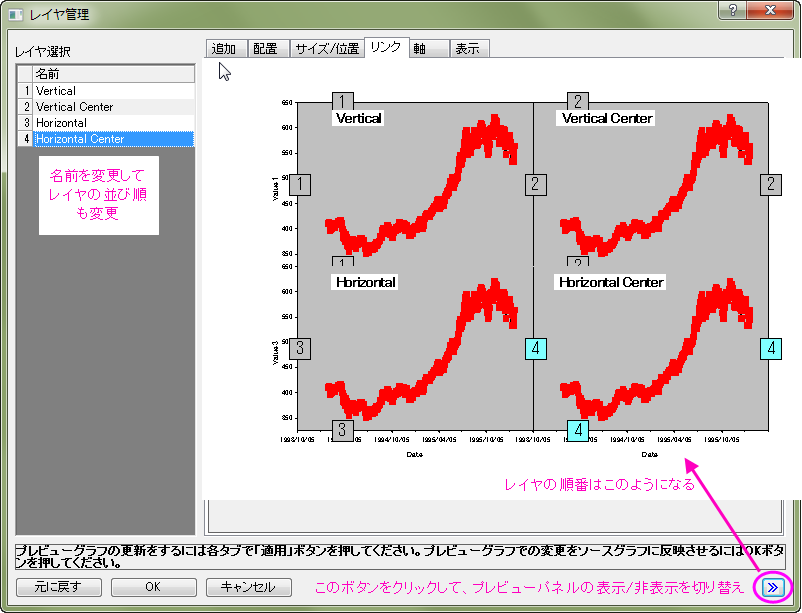 レイヤ管理
?
レイヤ選択
追加 配置 サイズ/位置 リンク 軸 表示
名前
1 Vertical
2 Vertical Center
3 Horizontal
4 Horizontal Center
名前を変更して
レイヤの並び順
も変更
1 2
Vertical Vertical Center
650
600
550
500
450
400
350
Value 1
1 2 2
1 2
Horizontal Horizontal Center
650
600
550
500
450
400
350
Value 3
3 4 4
3 4
1993/10/05 1994/10/05 1995/04/05 1995/10/05 1993/10/05 1994/10/05 1995/04/05 1995/10/05
Date Date
レイヤの順番はこのようになる
プレビューグラフの更新をするには各タブで「適用」ボタンを押してください。プレビューグラフでの変更をソースグラフに反映させるにはOKボタ
ンを押してください。
元に戻す OK キャンセル このボタンをクリックして、プレビューパネルの表示/非表示を切り替え »